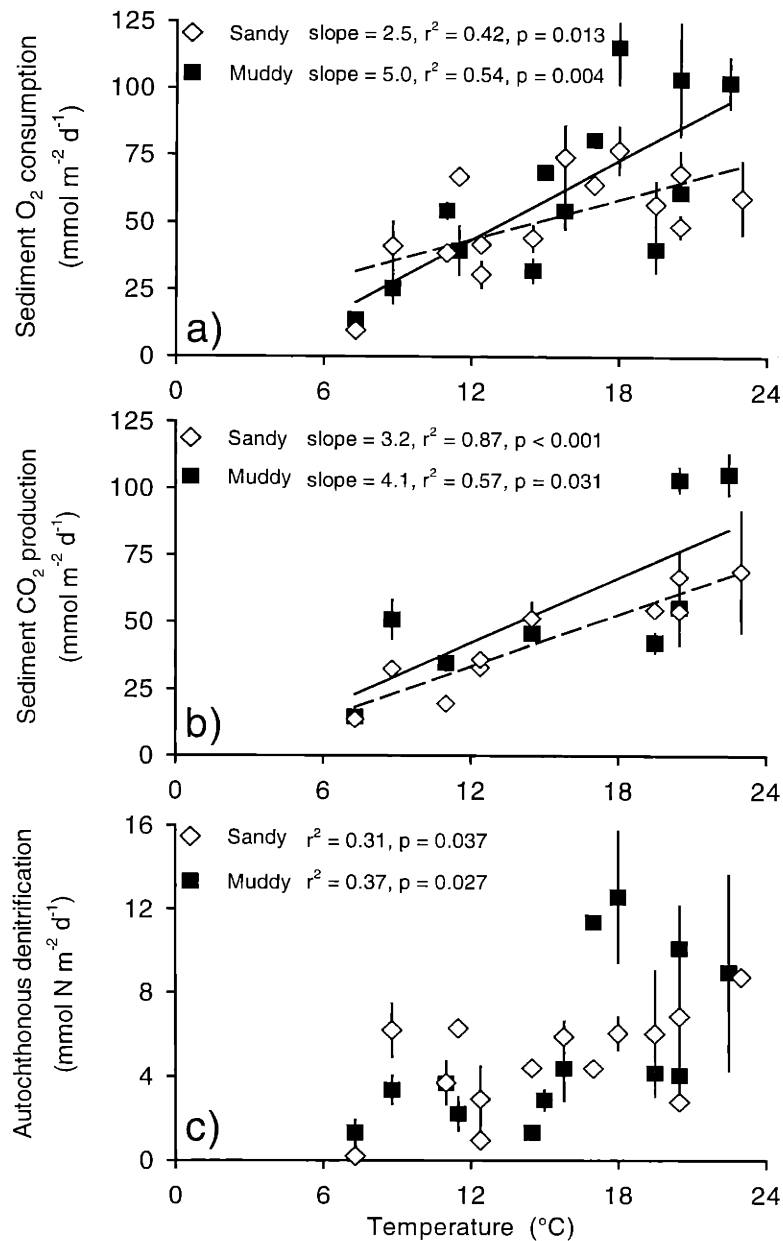 Sediment O₂ consumption
(mmol m⁻² d⁻¹)
125
100
75
50
25
0
Sandy slope = 2.5, r² = 0.42, p = 0.013
Muddy slope = 5.0, r² = 0.54, p = 0.004
a)
0 6 12 18 24
Sediment CO₂ production
(mmol m⁻² d⁻¹)
125
100
75
50
25
0
Sandy slope = 3.2, r² = 0.87, p < 0.001
Muddy slope = 4.1, r² = 0.57, p = 0.031
b)
0 6 12 18 24
Autochthonous denitrification
(mmol N m⁻² d⁻¹)
16
12
8
4
0
Sandy r² = 0.31, p = 0.037
Muddy r² = 0.37, p = 0.027
c)
0 6 12 18 24
Temperature (°C)